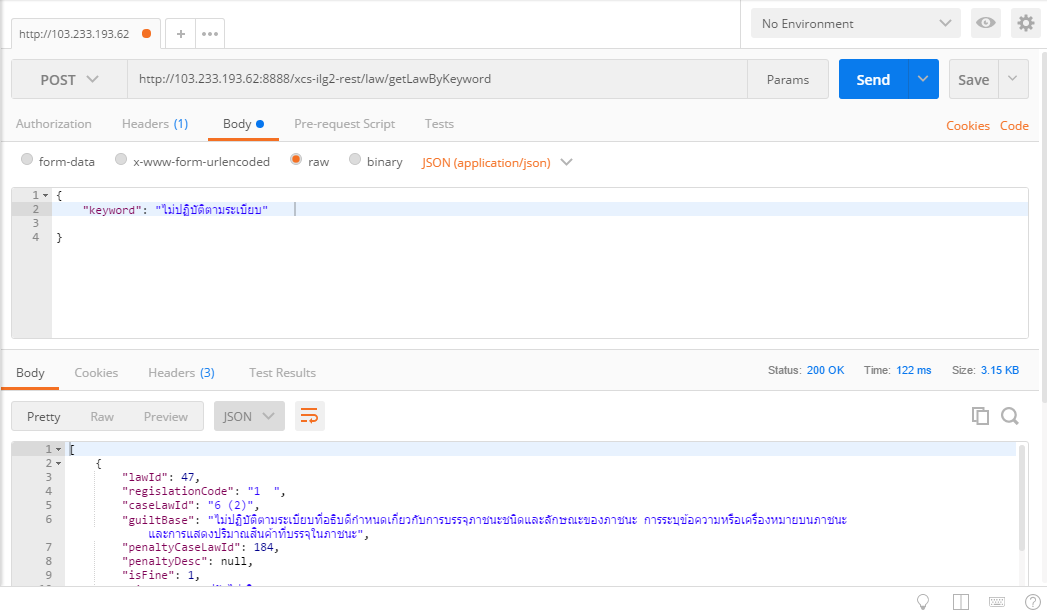 http://103.233.193.62
No Environment
POST
http://103.233.193.62:8888/xcs-ilg2-rest/law/getLawByKeyword
Params
Send
Save
Authorization
Headers (1)
Body
Pre-request Script
Tests
Cookies
Code
form-data
x-www-form-urlencoded
raw
binary
JSON (application/json)
1 {
2 "keyword": "ไม่ปฏิบัติตามระเบียบ"
3
4 }
Body
Cookies
Headers (3)
Test Results
Status: 200 OK
Time: 122 ms
Size: 3.15 KB
Pretty
Raw
Preview
JSON
1 [
2 {
3 "lawId": 47,
4 "regislationCode": "1  ",
5 "caseLawId": "6 (2)",
6 "guiltBase": "ไม่ปฏิบัติตามระเบียบที่อธิบดีกำหนดเกี่ยวกับการบรรจุภาชนะชนิดและลักษณะของภาชนะ การระบุข้อความหรือเครื่องหมายบนภาชนะ
และการแสดงปริมาณสินค้าที่บรรจุในภาชนะ",
7 "penaltyCaseLawId": 184,
8 "penaltyDesc": null,
9 "isFine": 1,